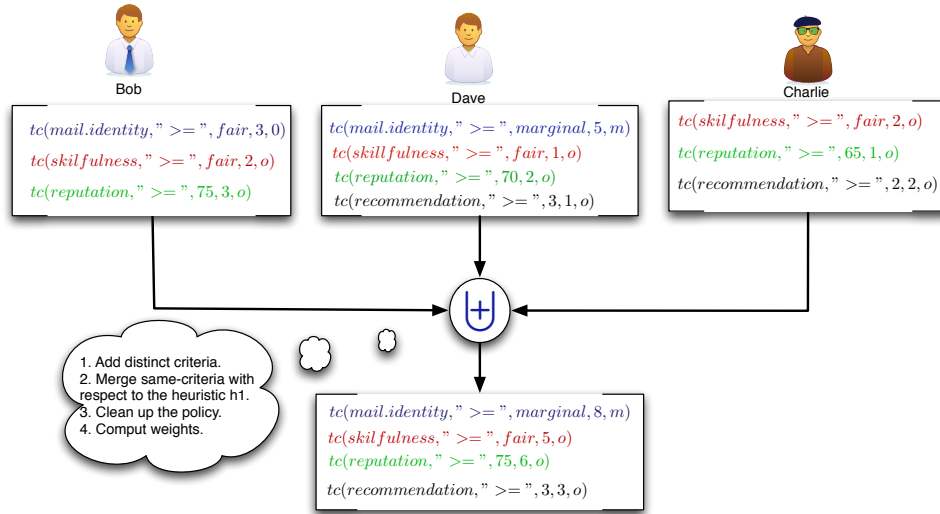 Bob
tc(mail.identity," >= ", fair, 3, 0)
tc(skilfulness," >= ", fair, 2, o)
tc(reputation," >= ", 75, 3, o)
Dave
tc(mail.identity," >= ", marginal, 5, m)
tc(skillfulness," >= ", fair, 1, o)
tc(reputation," >= ", 70, 2, o)
tc(recommendation," >= ", 3, 1, o)
Charlie
tc(skilfulness," >= ", fair, 2, o)
tc(reputation," >= ", 65, 1, o)
tc(recommendation," >= ", 2, 2, o)
⊎
1. Add distinct criteria.
2. Merge same-criteria with
respect to the heuristic h1.
3. Clean up the policy.
4. Comput weights.
tc(mail.identity," >= ", marginal, 8, m)
tc(skilfulness," >= ", fair, 5, o)
tc(reputation," >= ", 75, 6, o)
tc(recommendation," >= ", 3, 3, o)